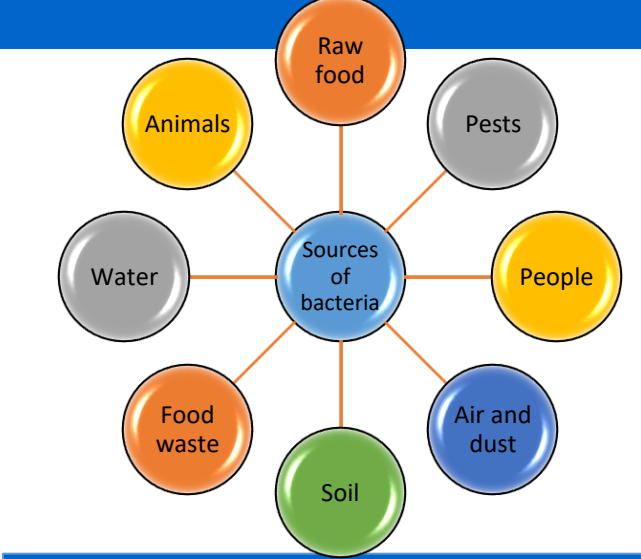 Raw
food
Animals
Pests
Sources
of
bacteria
Water
People
Food
waste
Air and
dust
Soil